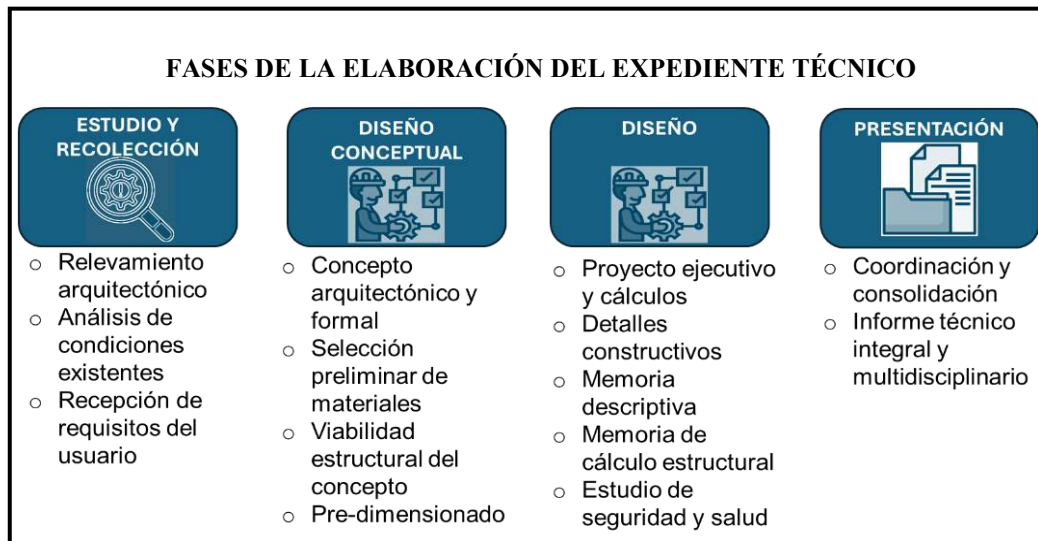 FASES DE LA ELABORACIÓN DEL EXPEDIENTE TÉCNICO
ESTUDIO Y
RECOLECCIÓN
o Relevamiento
arquitectónico
o Análisis de
condiciones
existentes
o Recepción de
requisitos del
usuario
DISEÑO
CONCEPTUAL
o Concepto
arquitectónico y
formal
o Selección
preliminar de
materiales
o Viabilidad
estructural del
concepto
o Pre-dimensionado
DISEÑO
o Proyecto ejecutivo
y cálculos
o Detalles
constructivos
o Memoria
descriptiva
o Memoria de
cálculo estructural
o Estudio de
seguridad y salud
PRESENTACIÓN
o Coordinación y
consolidación
o Informe técnico
integral y
multidisciplinario